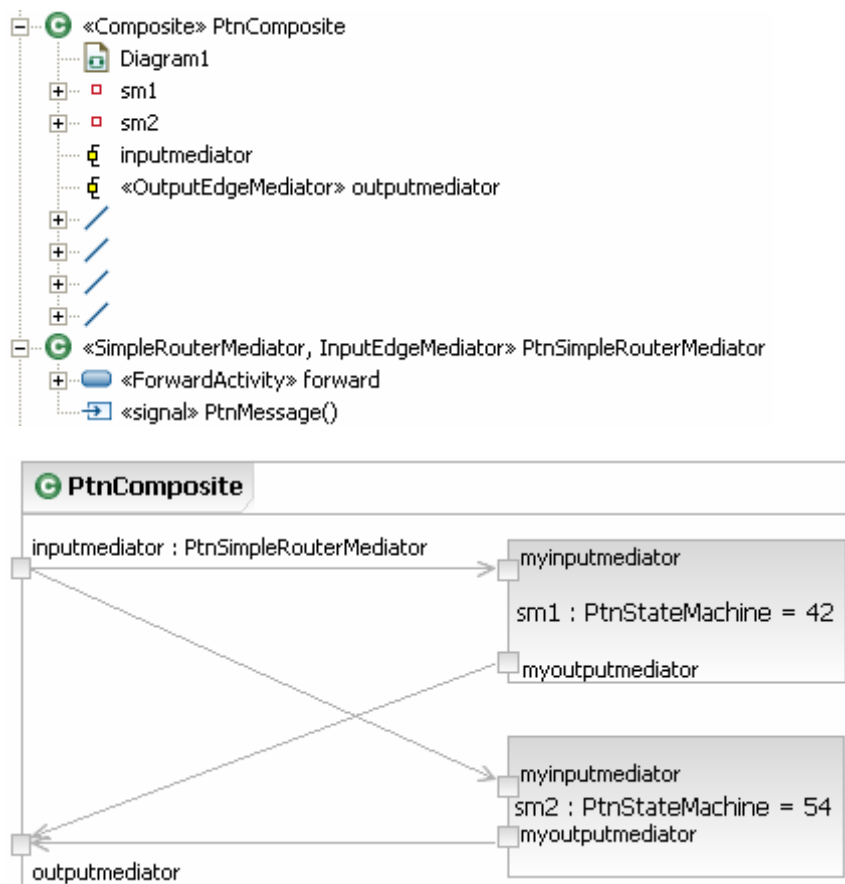 «Composite» PtnComposite
Diagram1
sm1
sm2
inputmediator
«OutputEdgeMediator» outputmediator
«SimpleRouterMediator, InputEdgeMediator» PtnSimpleRouterMediator
«ForwardActivity» forward
«signal» PtnMessage()
PtnComposite
inputmediator : PtnSimpleRouterMediator
myinputmediator
sm1 : PtnStateMachine = 42
myoutputmediator
myinputmediator
sm2 : PtnStateMachine = 54
myoutputmediator
outputmediator